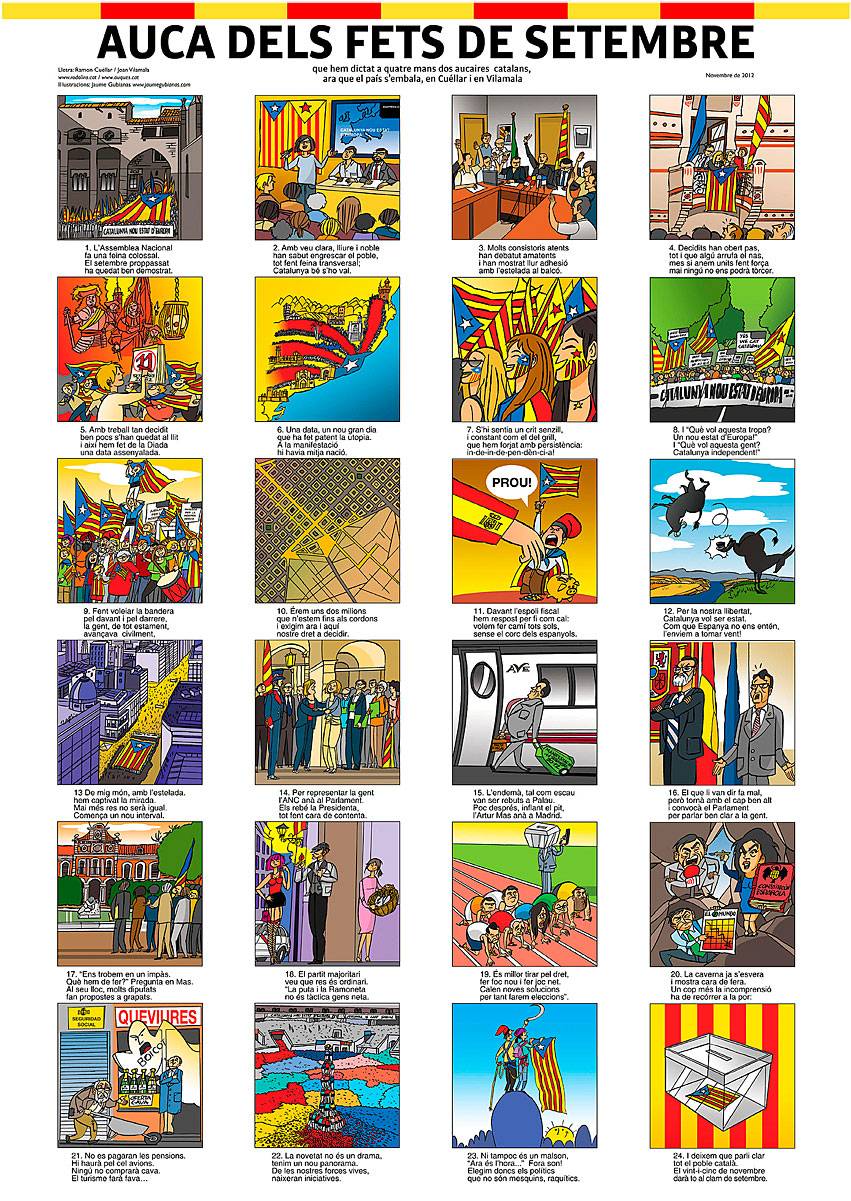 AUCA DELS FETS DE SETEMBRE
Lletra: Ramon Cuéllar / Joan Vilamala
www.rodolins.cat / www.auques.cat
Il·lustracions: Jaume Gubianas www.jaumegubianas.com
que hem dictat a quatre mans dos aucaires catalans,
ara que el país s'embala, en Cuéllar i en Vilamala
Novembre de 2012
CATALUNYA NOU ESTAT D'EUROPA
CATALUNYA NOU ESTAT
D'EUROPA
1. L'Assemblea Nacional
fa una feina colossal.
El setembre proppassat
ha quedat ben demostrat.
2. Amb veu clara, lliure i noble
han sabut engrescar el poble,
tot fent feina transversal;
Catalunya bé s'ho val.
3. Molts consistoris atents
han debatut amatents
i han mostrat llur adhesió
amb l'estelada al balcó.
4. Decidits han obert pas,
tot i que algú arrufa el nas,
mes si anem units fent força
mai ningú no ens podrà tòrcer.
11
YES
WE CAT
CATALUNYA NOU ESTAT D'EUROPA
5. Amb treball tan decidit
ben pocs s'han quedat al llit
i així hem fet de la Diada
una data assenyalada.
6. Una data, un nou gran dia
que ha fet patent la utopia.
A la manifestació
hi havia mitja nació.
7. S'hi sentia un crit senzill,
i constant com el del grill,
que hem forjat amb persistència:
in-de-in-de-pen-dèn-ci-a!
8. I "Què vol aquesta tropa?
Un nou estat d'Europa!"
I "Què vol aquesta gent?
Catalunya independent!"
PROU!
9. Fent voleiar la bandera
pel davant i pel darrere,
la gent, de tot estament,
avançava civilment.
10. Érem uns dos milions
que n'estem fins als cordons
i exigim ara i aquí
nostre dret a decidir.
11. Davant l'espoli fiscal
hem respost per fi com cal:
volem fer camí tots sols,
sense el corc dels espanyols.
12. Per la nostra llibertat,
Catalunya vol ser estat.
Com que Espanya no ens entén,
l'enviem a tornar vent!
AVE
13 De mig món, amb l'estelada.
hem captivat la mirada.
Mai més res no serà igual.
Comença un nou interval.
14. Per representar la gent
l'ANC anà al Parlament.
Els rebé la Presidenta,
tot fent cara de contenta.
15. L'endemà, tal com escau
van ser rebuts a Palau.
Poc després, inflant el pit,
l'Artur Mas anà a Madrid.
16. El que li van dir fa mal,
però tornà amb el cap ben alt
i convocà el Parlament
per parlar ben clar a la gent.
CONSTITUCIÓN
ESPAÑOLA
EL MUNDO
17. "Ens trobem en un impàs.
Què hem de fer?" Pregunta en Mas.
Al seu lloc, molts diputats
fan propostes a grapats.
18. El partit majoritari
veu que res és ordinari.
"La puta i la Ramoneta
no és tàctica gens neta.
19. És millor tirar pel dret,
fer foc nou i fer joc net.
Calen noves solucions
per tant farem eleccions".
20. La caverna ja s'esvera
i mostra cara de fera.
Un cop més la incomprensió
ha de recórrer a la por:
SEGURIDAD
SOCIAL
QUEVIURES
BOICOT
OFERTA
CAVA
21. No es pagaran les pensions.
Hi haurà pel cel avions.
Ningú no comprarà cava.
El turisme farà fava…
22. La novetat no és un drama,
tenim un nou panorama.
De les nostres forces vives,
naixeran iniciatives.
23. Ni tampoc és un malson,
"Ara és l'hora..." Fora son!
Elegim doncs els polítics
que no són mesquins, raquítics.
24. I deixem que parli clar
tot el poble català.
El vint-i-cinc de novembre
darà to al clam de setembre.